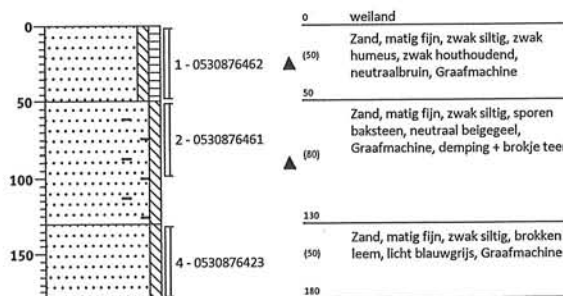 0
50
100
150
1 - 0530876462
2 - 0530876461
4 - 0530876423
0 weiland
(50)
Zand, matig fijn, zwak siltig, zwak
humeus, zwak houthoudend,
neutraalbruin, Graafmachine
50
(80)
Zand, matig fijn, zwak siltig, sporen
baksteen, neutraal beigegeel,
Graafmachine, demping + brokje teer
130
(50)
Zand, matig fijn, zwak siltig, brokken
leem, licht blauwgrijs, Graafmachine
180